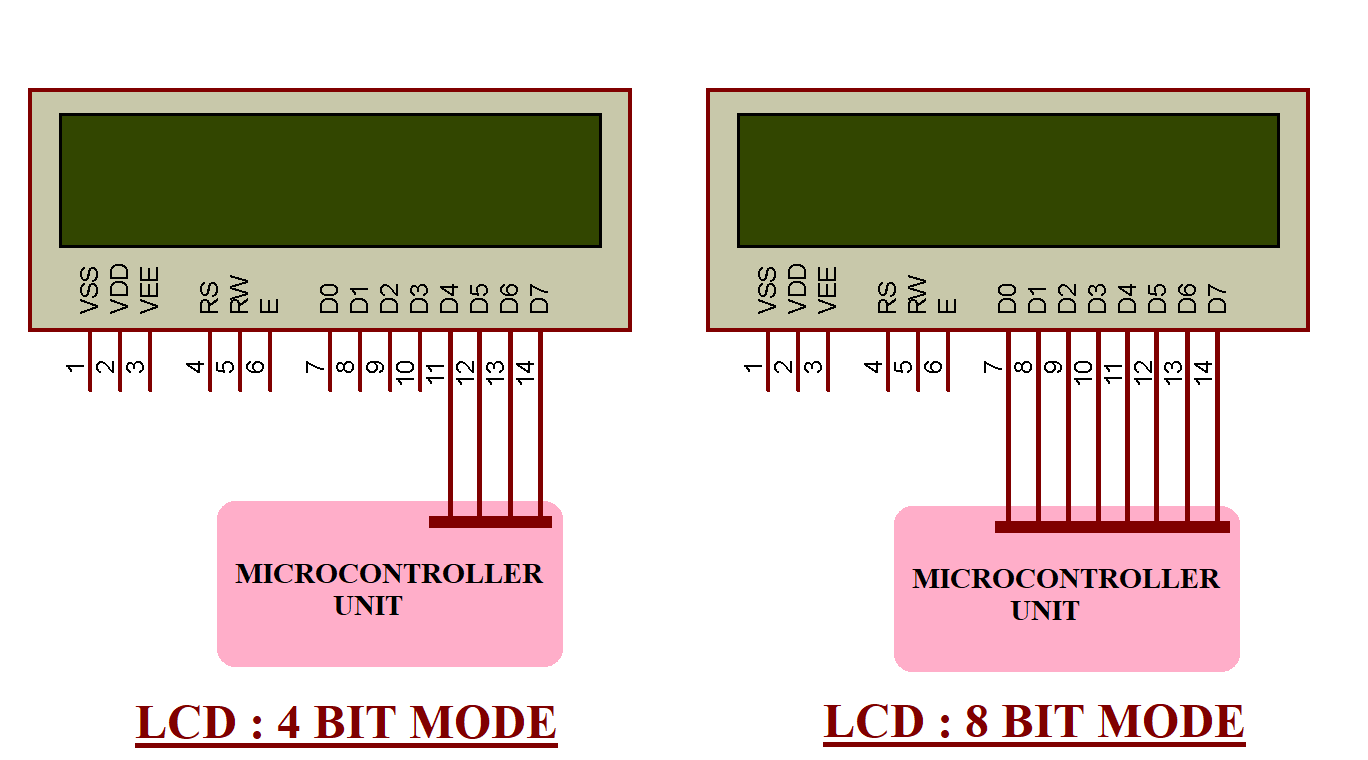 VSS VDD VEE RS RW E D0 D1 D2 D3 D4 D5 D6 D7
1 2 3 4 5 6 7 8 9 10 11 12 13 14
MICROCONTROLLER
UNIT
LCD : 4 BIT MODE
VSS VDD VEE RS RW E D0 D1 D2 D3 D4 D5 D6 D7
1 2 3 4 5 6 7 8 9 10 11 12 13 14
MICROCONTROLLER
UNIT
LCD : 8 BIT MODE